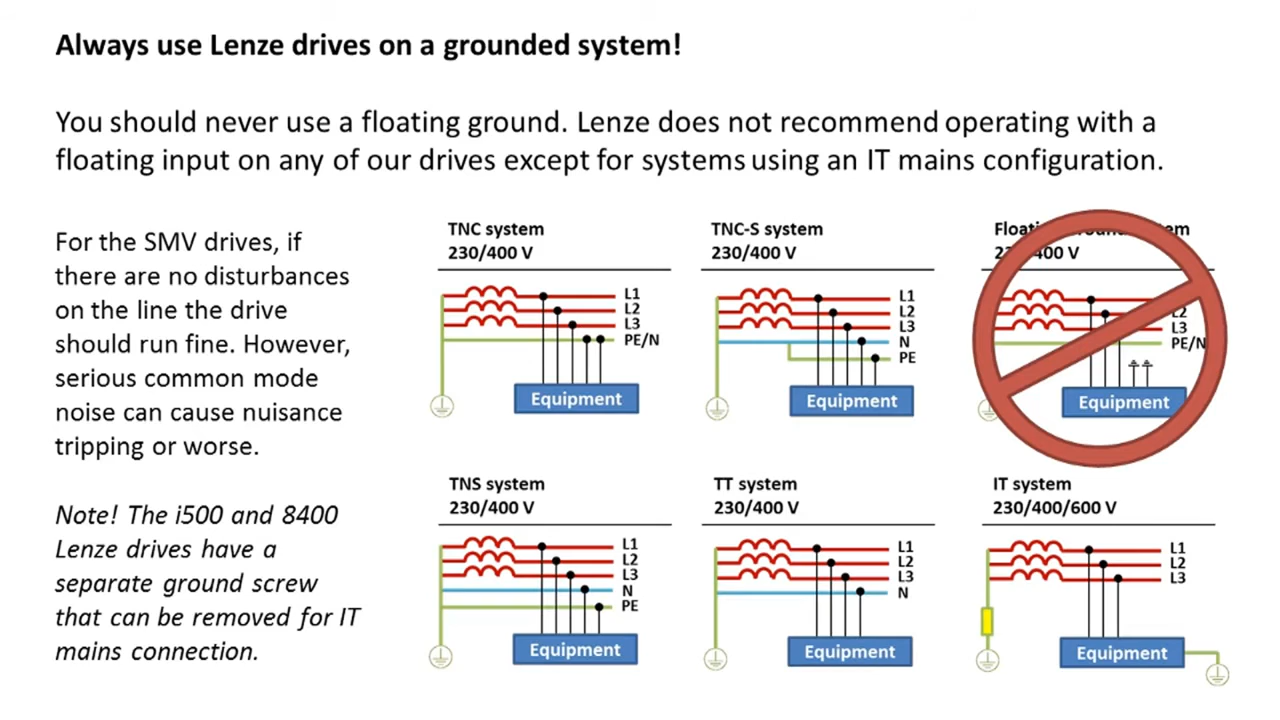 Always use Lenze drives on a grounded system!
You should never use a floating ground. Lenze does not recommend operating with a
floating input on any of our drives except for systems using an IT mains configuration.
For the SMV drives, if
there are no disturbances
on the line the drive
should run fine. However,
serious common mode
noise can cause nuisance
tripping or worse.
Note! The i500 and 8400
Lenze drives have a
separate ground screw
that can be removed for IT
mains connection.
TNC system
230/400 V
L1
L2
L3
PE/N
Equipment
TNC-S system
230/400 V
L1
L2
L3
N
PE
Equipment
400 V
L2
L3
PE/N
Equipment
TNS system
230/400 V
L1
L2
L3
N
PE
Equipment
TT system
230/400 V
L1
L2
L3
N
Equipment
IT system
230/400/600 V
L1
L2
L3
Equipment